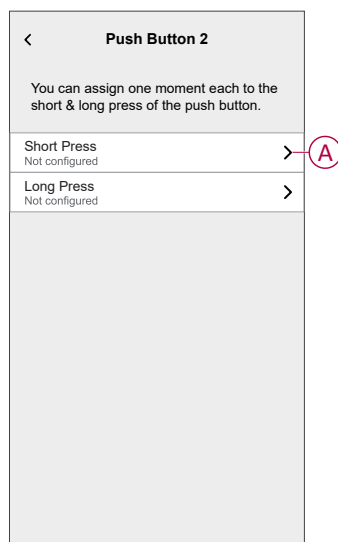 Push Button 2
You can assign one moment each to the
short & long press of the push button.
Short Press
Not configured
A
Long Press
Not configured